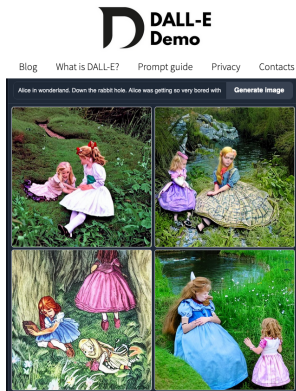 DALL-E
Demo
Blog What is DALL-E? Prompt guide Privacy Contacts
Alice in wonderland. Down the rabbit hole. Alice was getting so very bored with
Generate Image